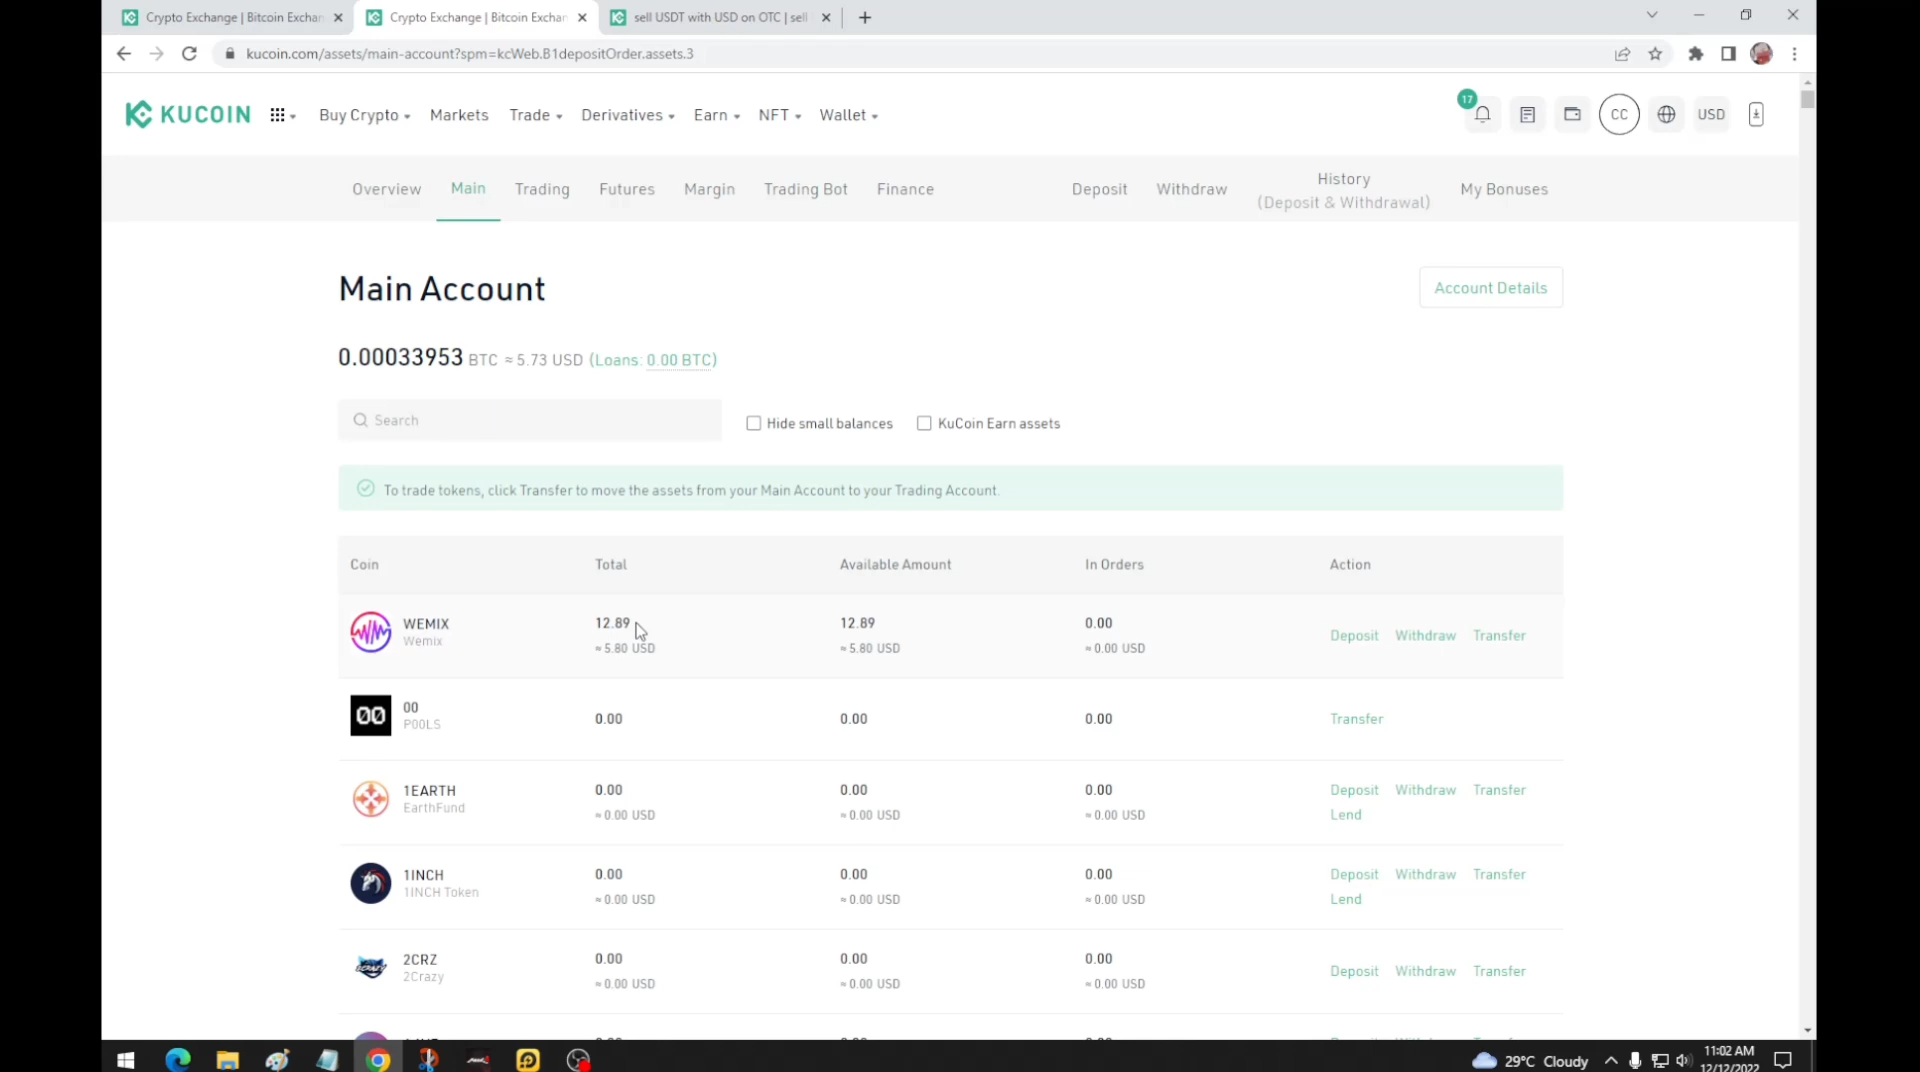 Crypto Exchange | Bitcoin Exchan
Crypto Exchange | Bitcoin Exchan
sell USDT with USD on OTC | sell
kucoin.com/assets/main-account?spm=kcWeb.B1depositOrder.assets.3
KUCOIN
Buy Crypto
Markets
Trade
Derivatives
Earn
NFT
Wallet
17
CC
USD
Overview
Main
Trading
Futures
Margin
Trading Bot
Finance
Deposit
Withdraw
History
(Deposit & Withdrawal)
My Bonuses
Main Account
Account Details
0.00033953 BTC ≈ 5.73 USD (Loans: 0.00 BTC)
Search
Hide small balances
KuCoin Earn assets
To trade tokens, click Transfer to move the assets from your Main Account to your Trading Account.
Coin Total Available Amount In Orders Action
WEMIX 12.89 12.89 0.00
Wemix ≈ 5.80 USD ≈ 5.80 USD ≈ 0.00 USD
Deposit Withdraw Transfer
00
00
P00LS
0.00 0.00 0.00 Transfer
1EARTH 0.00 0.00 0.00 Deposit Withdraw Transfer
EarthFund ≈ 0.00 USD ≈ 0.00 USD ≈ 0.00 USD Lend
1INCH 0.00 0.00 0.00 Deposit Withdraw Transfer
1INCH Token ≈ 0.00 USD ≈ 0.00 USD ≈ 0.00 USD Lend
2CRZ 0.00 0.00 0.00
2Crazy ≈ 0.00 USD ≈ 0.00 USD ≈ 0.00 USD
Deposit Withdraw Transfer
29°C Cloudy
11:02 AM
12/12/2022